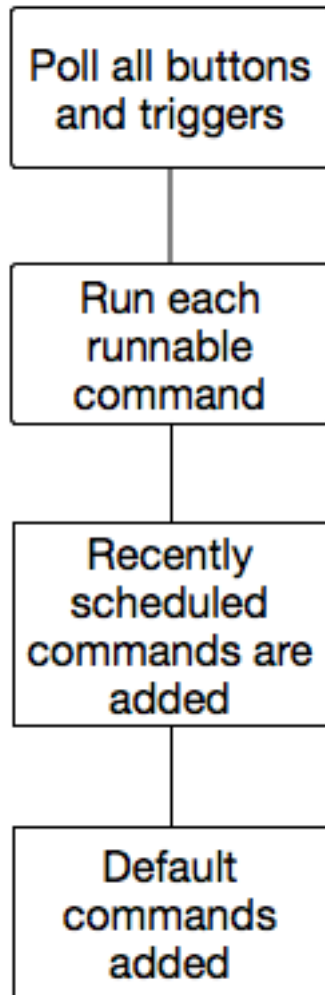 Poll all buttons
and triggers
Run each
runnable
command
Recently
scheduled
commands are
added
Default
commands
added